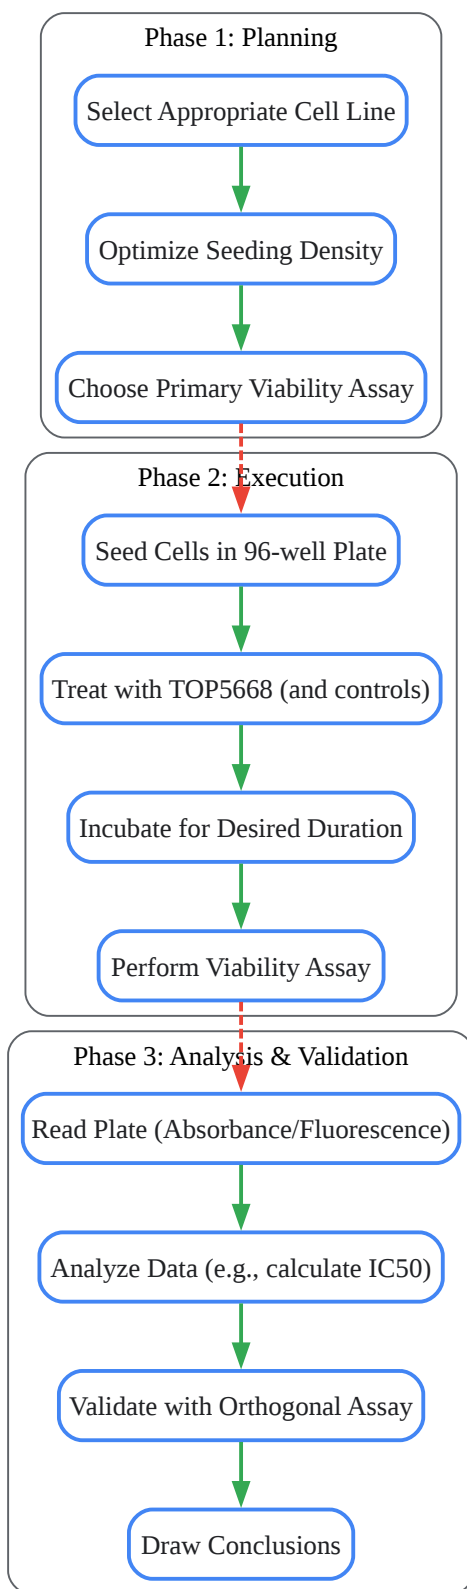 Phase 1: Planning
Select Appropriate Cell Line
Optimize Seeding Density
Choose Primary Viability Assay
Phase 2: Execution
Seed Cells in 96-well Plate
Treat with TOP5668 (and controls)
Incubate for Desired Duration
Perform Viability Assay
Phase 3: Analysis & Validation
Read Plate (Absorbance/Fluorescence)
Analyze Data (e.g., calculate IC50)
Validate with Orthogonal Assay
Draw Conclusions